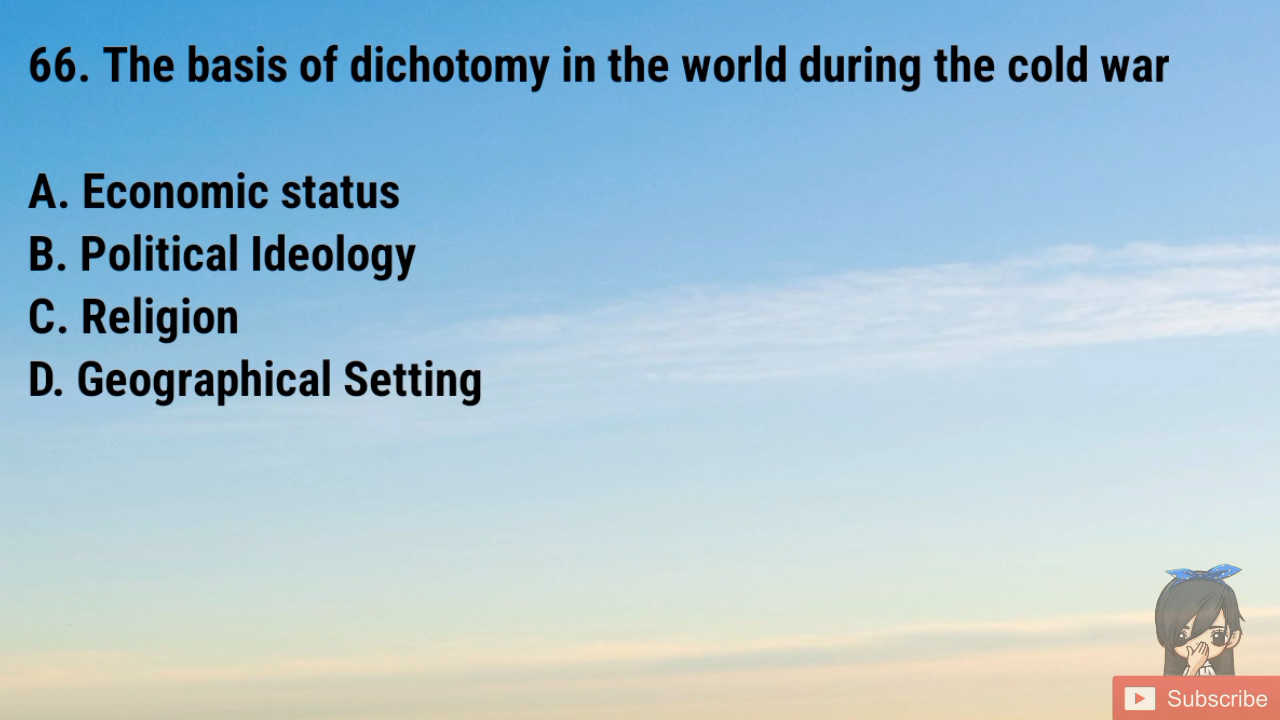 66. The basis of dichotomy in the world during the cold war
A. Economic status
B. Political Ideology
C. Religion
D. Geographical Setting
Subscribe